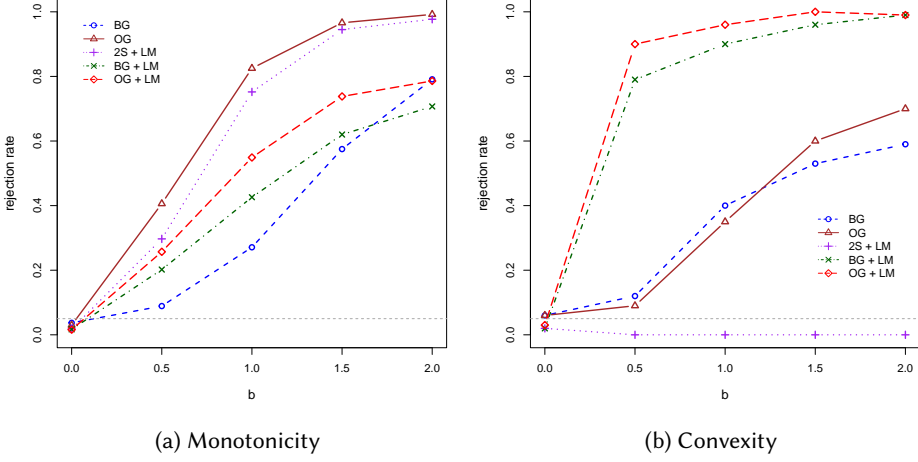 1.0
0.8
0.6
0.4
0.2
0.0
rejection rate
BG
OG
2S + LM
BG + LM
OG + LM
0.0 0.5 1.0 1.5 2.0
b
(a) Monotonicity
1.0
0.8
0.6
0.4
0.2
0.0
rejection rate
BG
OG
2S + LM
BG + LM
OG + LM
0.0 0.5 1.0 1.5 2.0
b
(b) Convexity